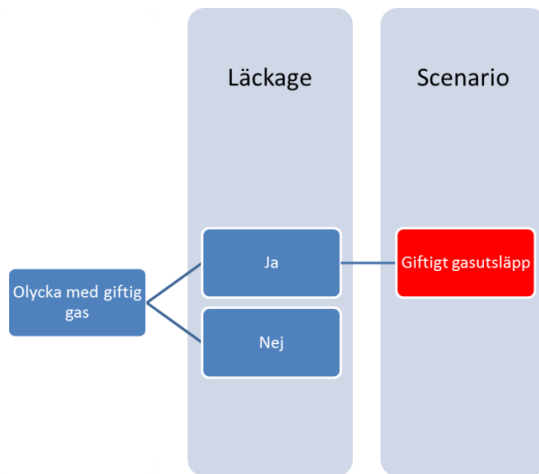 Läckage
Scenario
Olycka med giftig
gas
Ja
Giftigt gasutsläpp
Nej